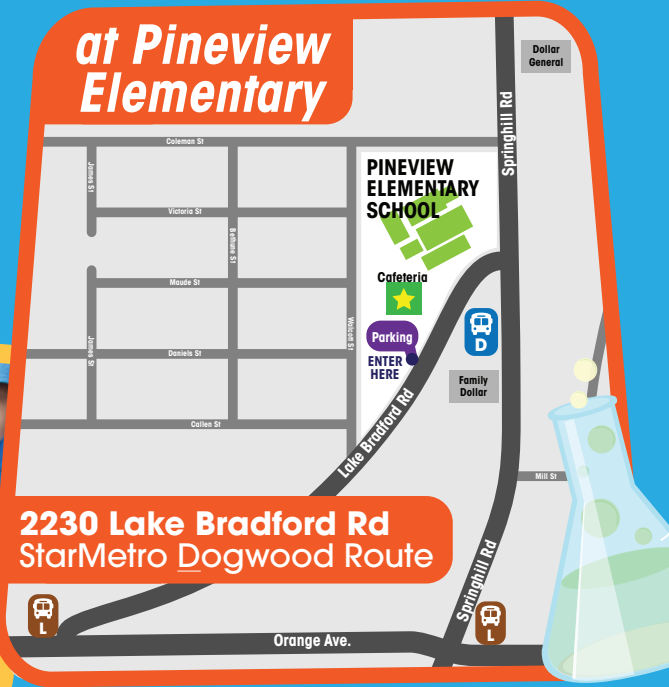 at Pineview
Elementary
Dollar
General
Springhill Rd
Coleman St
James St
PINEVIEW
ELEMENTARY
SCHOOL
Victoria St
Bethune St
Cafeteria
Maude St
Walcott St
D
Parking
James St
Daniels St
ENTER
HERE
Family
Dollar
Callen St
Lake Bradford Rd
Mill St
2230 Lake Bradford Rd
StarMetro Dogwood Route
Springhill Rd
L
L
Orange Ave.